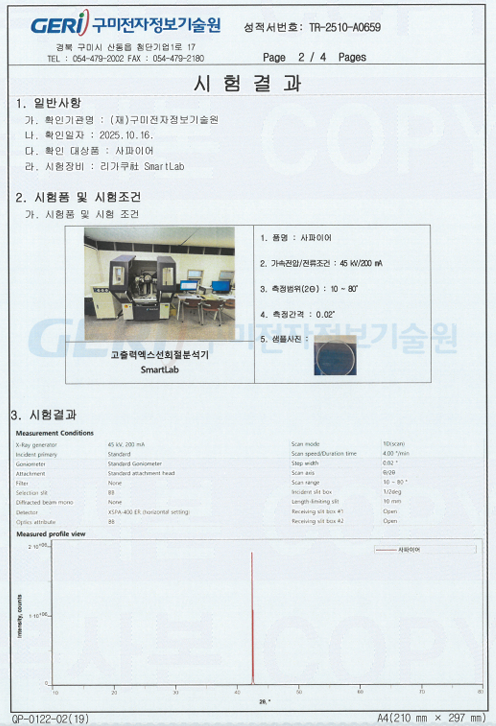 GERi 구미전자정보기술원
성적서번호: TR-2510-A0659
경북 구미시 산동읍 첨단기업1로 17
TEL : 054-479-2002 FAX : 054-479-2180
Page 2 / 4 Pages
시 험 결 과
1. 일반사항
가. 확인기관명 : (재)구미전자정보기술원
나. 확인일자 : 2025.10.16.
다. 확인 대상품 : 사파이어
라. 시험장비 : 리가쿠社 SmartLab
2. 시험품 및 시험조건
가. 시험품 및 시험 조건
고출력엑스선회절분석기
SmartLab
1. 품명 : 사파이어
2. 가속전압/전류조건 : 45 kV/200 mA
3. 측정범위(2θ) : 10 ~ 80°
4. 측정간격 : 0.02°
5. 샘플사진 :
GERi 구미전자정보기술원
3. 시험결과
Measurement Conditions
X-Ray generator 45 kV, 200 mA
Incident primary Standard
Goniometer Standard Goniometer
Attachment Standard attachment head
Filter None
Selection slit BB
Diffracted beam mono None
Detector XSPA-400 ER (horizontal setting)
Optics attribute BB
Scan mode 1D(scan)
Scan speed/Duration time 4.00 °/min
Step width 0.02 °
Scan axis θ/2θ
Scan range 10 ~ 80 °
Incident slit box 1/2deg
Length-limiting slit 10 mm
Receiving slit box #1 Open
Receiving slit box #2 Open
Measured profile view
사파이어
Intensity, counts
0
10 20 30 40 50 60 70 80
2θ, °
QP-0122-02(19)
A4(210 mm × 297 mm)